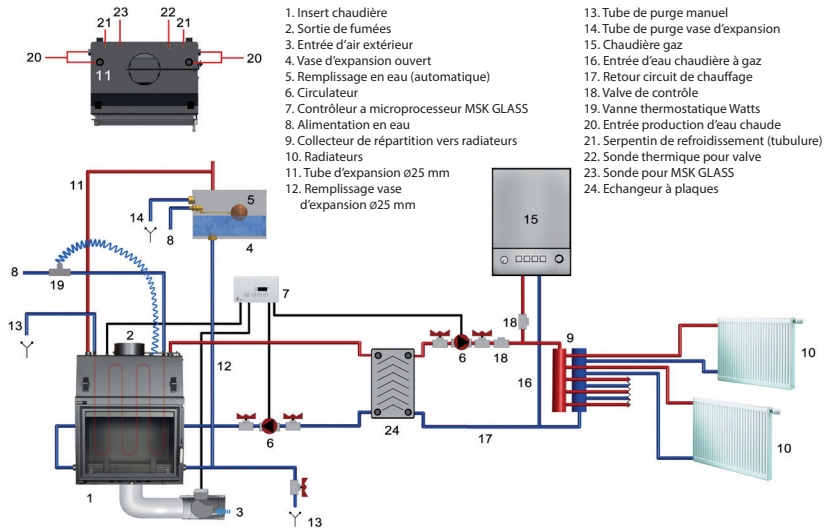 1. Insert chaudière
2. Sortie de fumées
3. Entrée d'air extérieur
4. Vase d'expansion ouvert
5. Remplissage en eau (automatique)
6. Circulateur
7. Contrôleur a microprocesseur MSK GLASS
8. Alimentation en eau
9. Collecteur de répartition vers radiateurs
10. Radiateurs
11. Tube d'expansion ø25 mm
12. Remplissage vase
d'expansion ø25 mm
13. Tube de purge manuel
14. Tube de purge vase d'expansion
15. Chaudière gaz
16. Entrée d'eau chaudière à gaz
17. Retour circuit de chauffage
18. Valve de contrôle
19. Vanne thermostatique Watts
20. Entrée production d'eau chaude
21. Serpentin de refroidissement (tubulure)
22. Sonde thermique pour valve
23. Sonde pour MSK GLASS
24. Echangeur à plaques
23 22
21 21
20 20
11
11
5
14
8
4
15
8
19
7
13
2
18
9
12
6
18
10
16
24
17
6
10
1
3
13